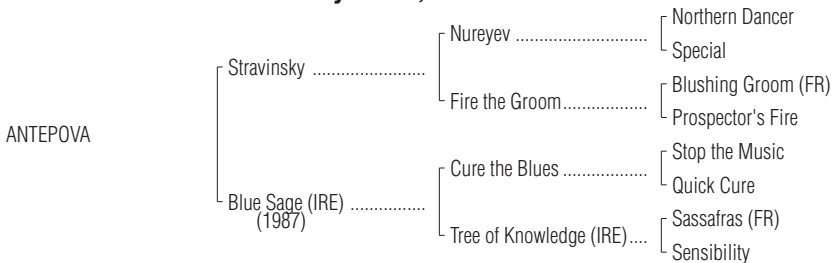 Northern Dancer
Nureyev ............................
Special
Stravinsky ........................
Blushing Groom (FR)
Fire the Groom..................
Prospector's Fire
ANTEPOVA
Stop the Music
Cure the Blues ..................
Quick Cure
Blue Sage (IRE) ................
(1987)
Sassafras (FR)
Tree of Knowledge (IRE)....
Sensibility